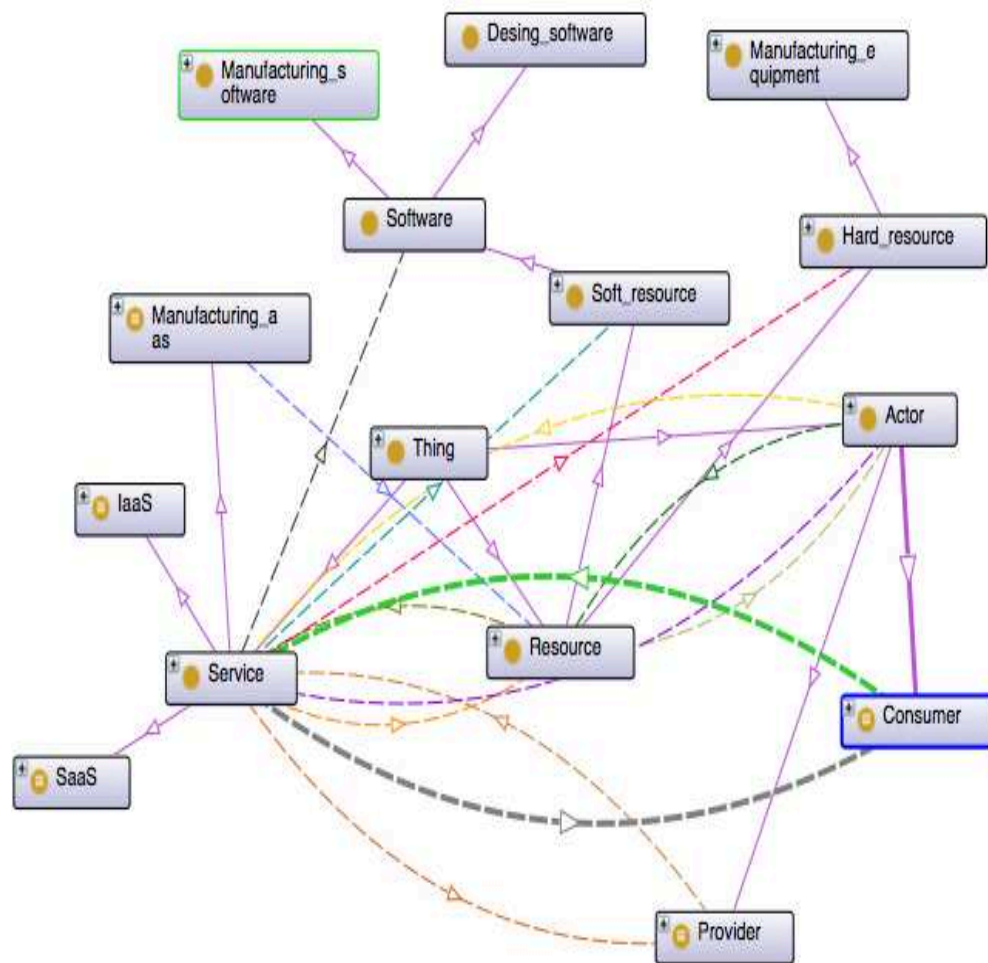 Desing_software
Manufacturing_e
quipment
Manufacturing_s
oftware
Software
Hard_resource
Soft_resource
Manufacturing_a
as
Actor
Thing
IaaS
Resource
Service
Consumer
SaaS
Provider